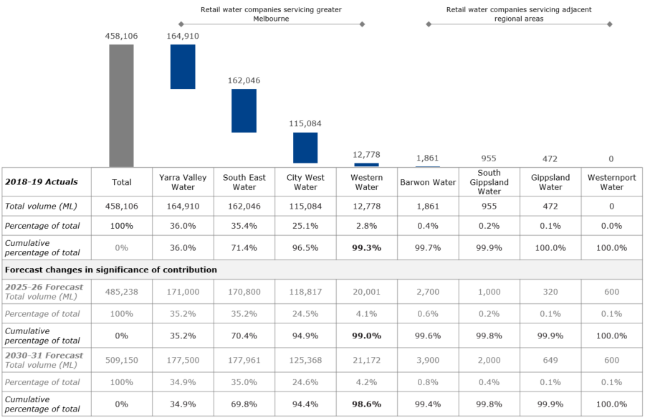 Retail water companies servicing greater
Melbourne
Retail water companies servicing adjacent
regional areas
458,106
164,910
162,046
115,084
12,778
1,861
955
472
0
2018-19 Actuals Total Yarra Valley Water South East Water City West Water Western Water Barwon Water South Gippsland Water Gippsland Water Westernport Water
Total volume (ML) 458,106 164,910 162,046 115,084 12,778 1,861 955 472 0
Percentage of total 100% 36.0% 35.4% 25.1% 2.8% 0.4% 0.2% 0.1% 0.0%
Cumulative percentage of total 0% 36.0% 71.4% 96.5% 99.3% 99.7% 99.9% 100.0% 100.0%
Forecast changes in significance of contribution
2025-26 Forecast
Total volume (ML) 485,238 171,000 170,800 118,817 20,001 2,700 1,000 320 600
Percentage of total 100% 35.2% 35.2% 24.5% 4.1% 0.6% 0.2% 0.1% 0.1%
Cumulative percentage of total 0% 35.2% 70.4% 94.9% 99.0% 99.6% 99.8% 99.9% 100.0%
2030-31 Forecast
Total volume (ML) 509,150 177,500 177,961 125,368 21,172 3,900 2,000 649 600
Percentage of total 100% 34.9% 35.0% 24.6% 4.2% 0.8% 0.4% 0.1% 0.1%
Cumulative percentage of total 0% 34.9% 69.8% 94.4% 98.6% 99.4% 99.8% 99.9% 100.0%